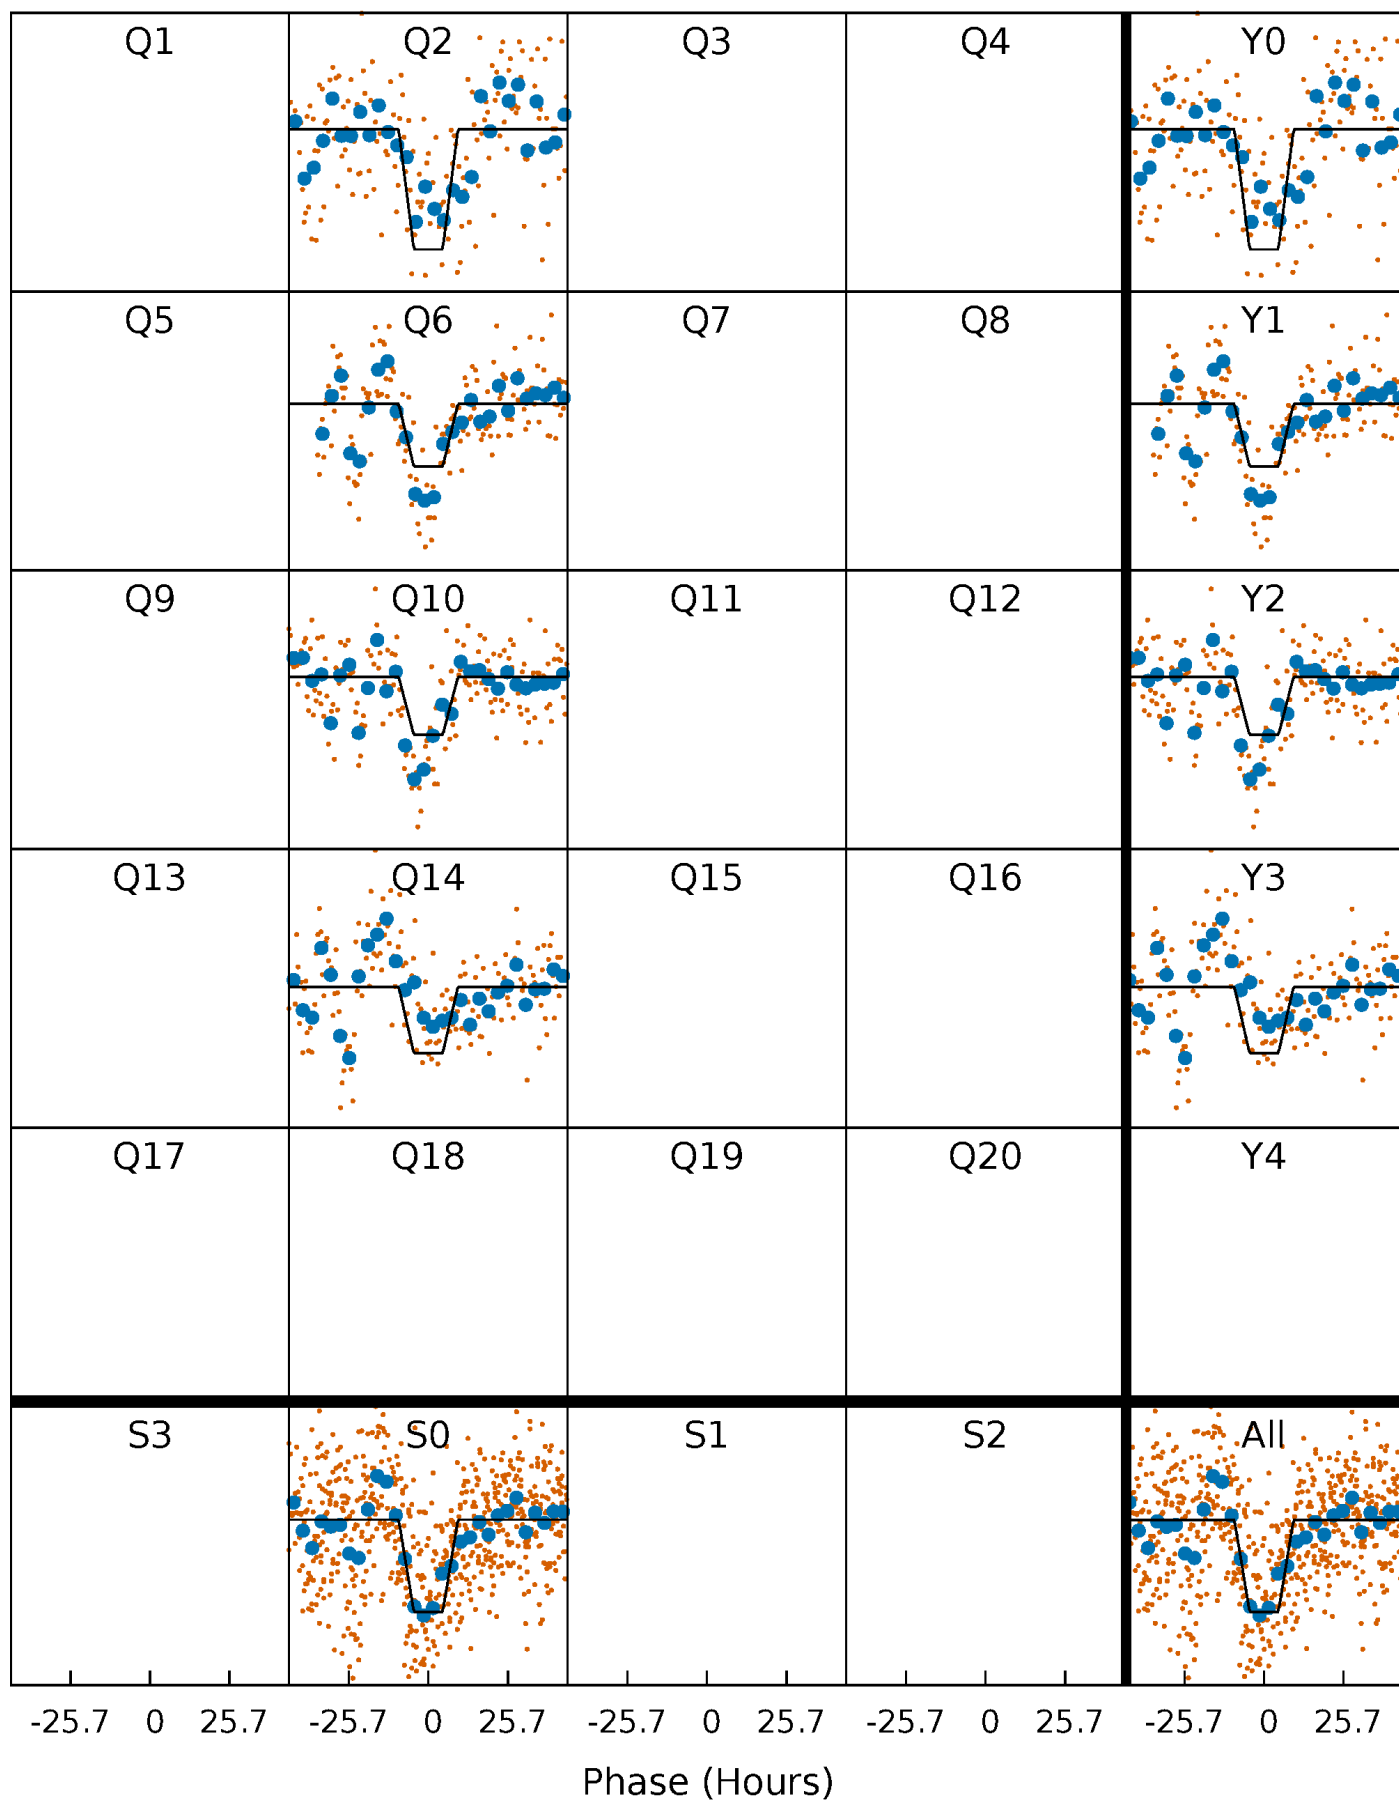 Q1 Q2 Q3 Q4 Y0
Q5 Q6 Q7 Q8 Y1
Q9 Q10 Q11 Q12 Y2
Q13 Q14 Q15 Q16 Y3
Q17 Q18 Q19 Q20 Y4
S3 S0 S1 S2 All
-25.7 0 25.7 -25.7 0 25.7 -25.7 0 25.7 -25.7 0 25.7 -25.7 0 25.7
Phase (Hours)